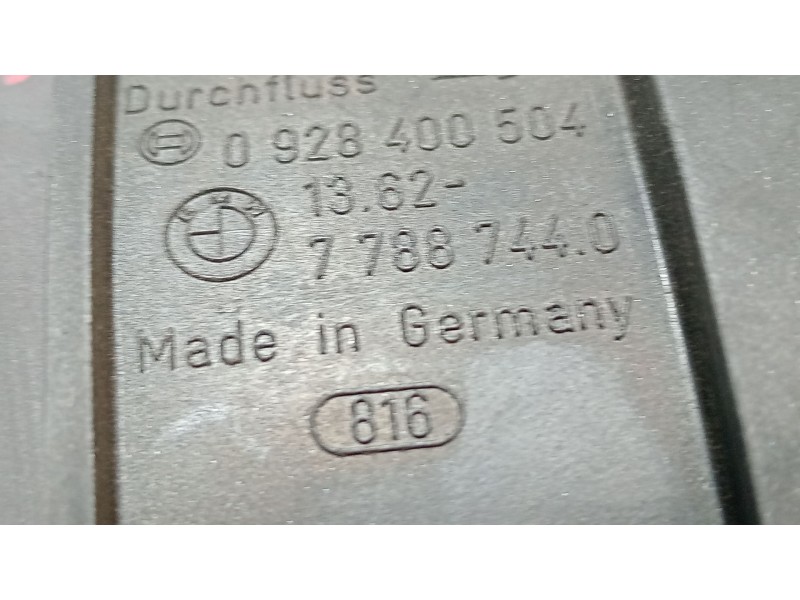 Durchfluss
0 928 400 504
13.62-
7 788 744.0
Made in Germany
816